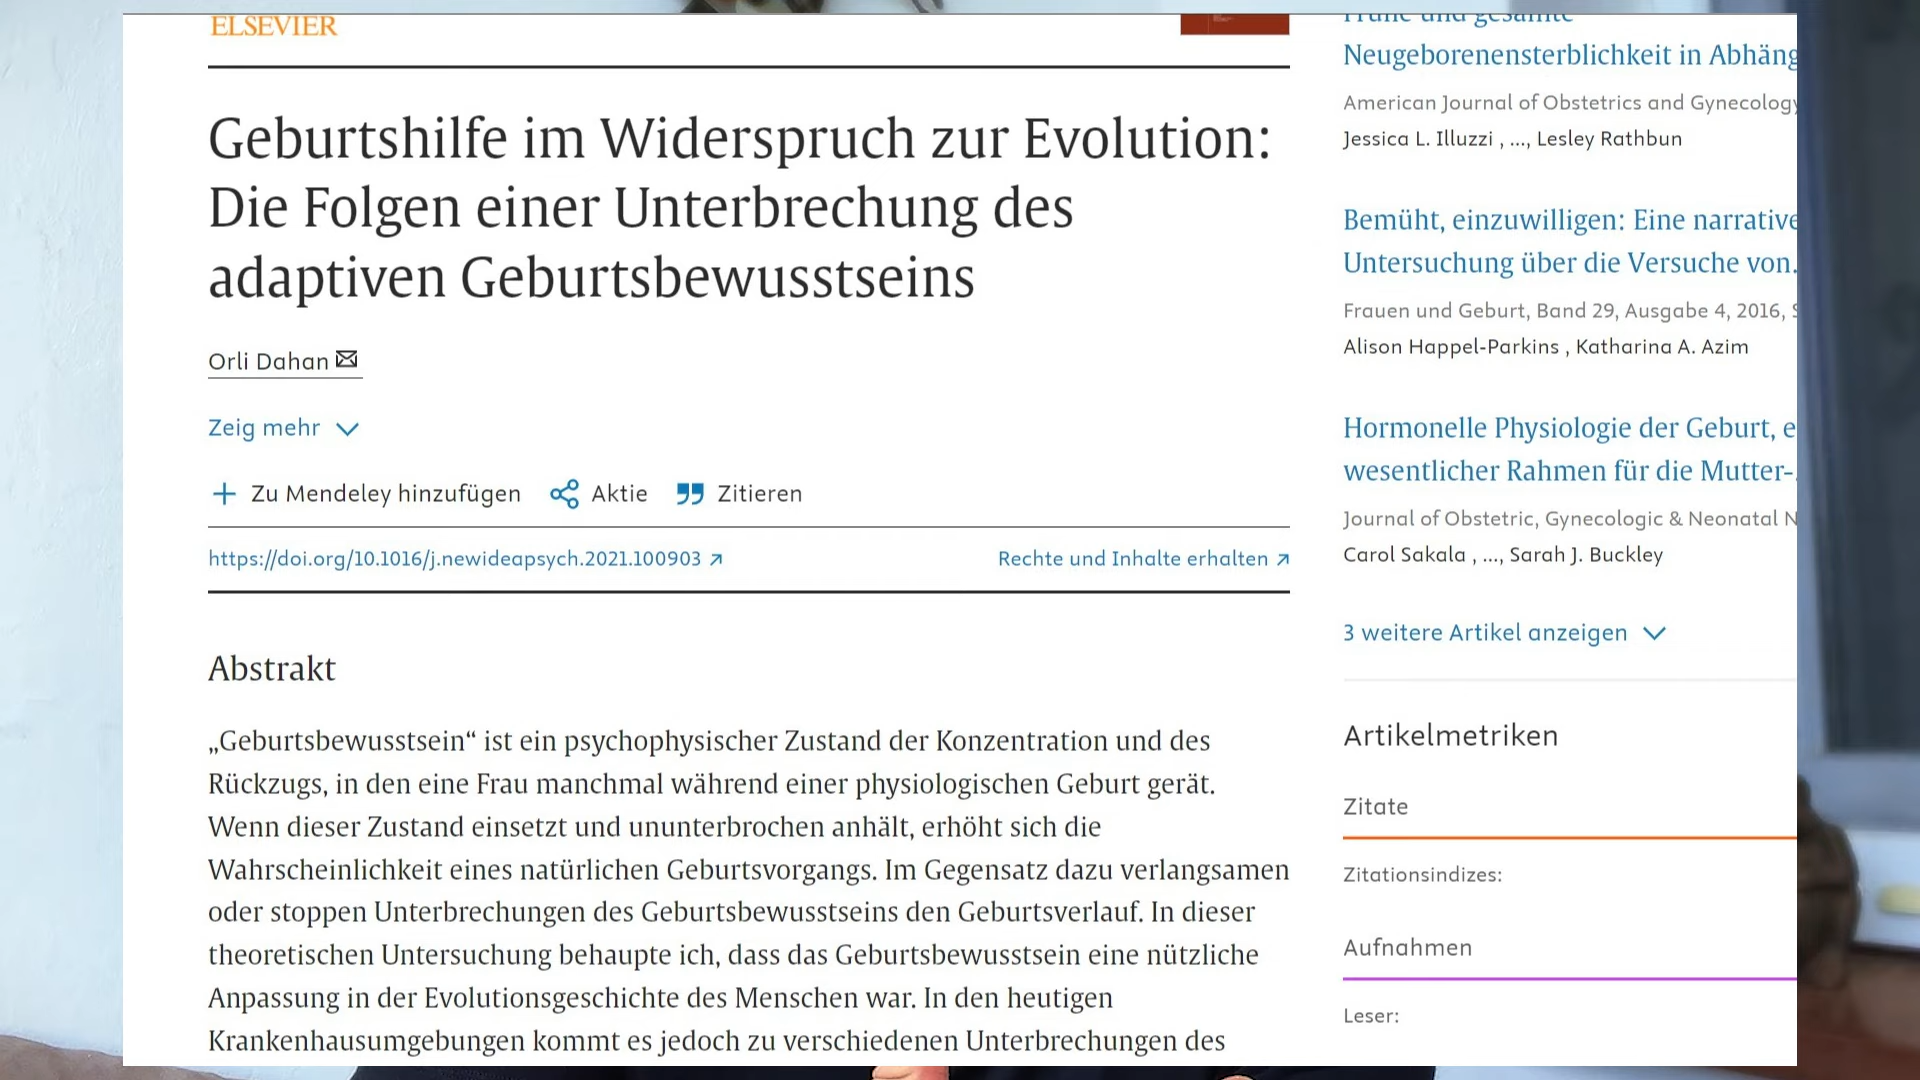 ELSEVIER
Geburtshilfe im Widerspruch zur Evolution:
Die Folgen einer Unterbrechung des
adaptiven Geburtsbewusstseins
Orli Dahan
Zeig mehr
Zu Mendeley hinzufügen Aktie Zitieren
https://doi.org/10.1016/j.newideapsych.2021.100903 Rechte und Inhalte erhalten
Abstrakt
„Geburtsbewusstsein“ ist ein psychophysischer Zustand der Konzentration und des
Rückzugs, in den eine Frau manchmal während einer physiologischen Geburt gerät.
Wenn dieser Zustand einsetzt und ununterbrochen anhält, erhöht sich die
Wahrscheinlichkeit eines natürlichen Geburtsvorgangs. Im Gegensatz dazu verlangsamen
oder stoppen Unterbrechungen des Geburtsbewusstseins den Geburtsverlauf. In dieser
theoretischen Untersuchung behaupte ich, dass das Geburtsbewusstsein eine nützliche
Anpassung in der Evolutionsgeschichte des Menschen war. In den heutigen
Krankenhausumgebungen kommt es jedoch zu verschiedenen Unterbrechungen des
Frühe und gesamte
Neugeborenensterblichkeit in Abhäng
American Journal of Obstetrics and Gynecology
Jessica L. Illuzzi , ..., Lesley Rathbun
Bemüht, einzuwilligen: Eine narrative
Untersuchung über die Versuche von.
Frauen und Geburt, Band 29, Ausgabe 4, 2016, S
Alison Happel-Parkins , Katharina A. Azim
Hormonelle Physiologie der Geburt, e
wesentlicher Rahmen für die Mutter-.
Journal of Obstetric, Gynecologic & Neonatal N
Carol Sakala , ..., Sarah J. Buckley
3 weitere Artikel anzeigen
Artikelmetriken
Zitate
Zitationsindizes:
Aufnahmen
Leser: